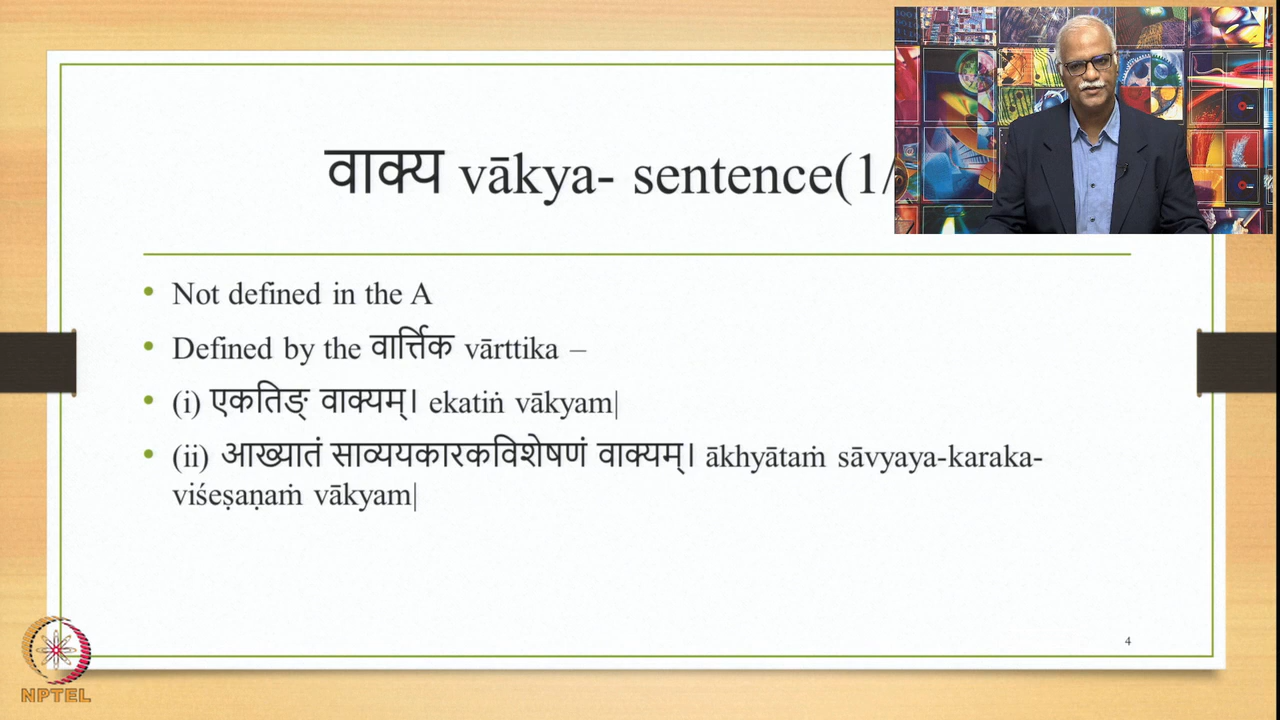 वाक्य vākya- sentence(1/
• Not defined in the A
• Defined by the वार्त्तिक vārttika –
• (i) एकतिङ् वाक्यम्। ekatiṅ vākyam|
• (ii) आख्यातं साव्ययकारकविशेषणं वाक्यम्। ākhyātaṁ sāvyaya-karaka-
viśeṣaṇaṁ vākyam|
4
NPTEL